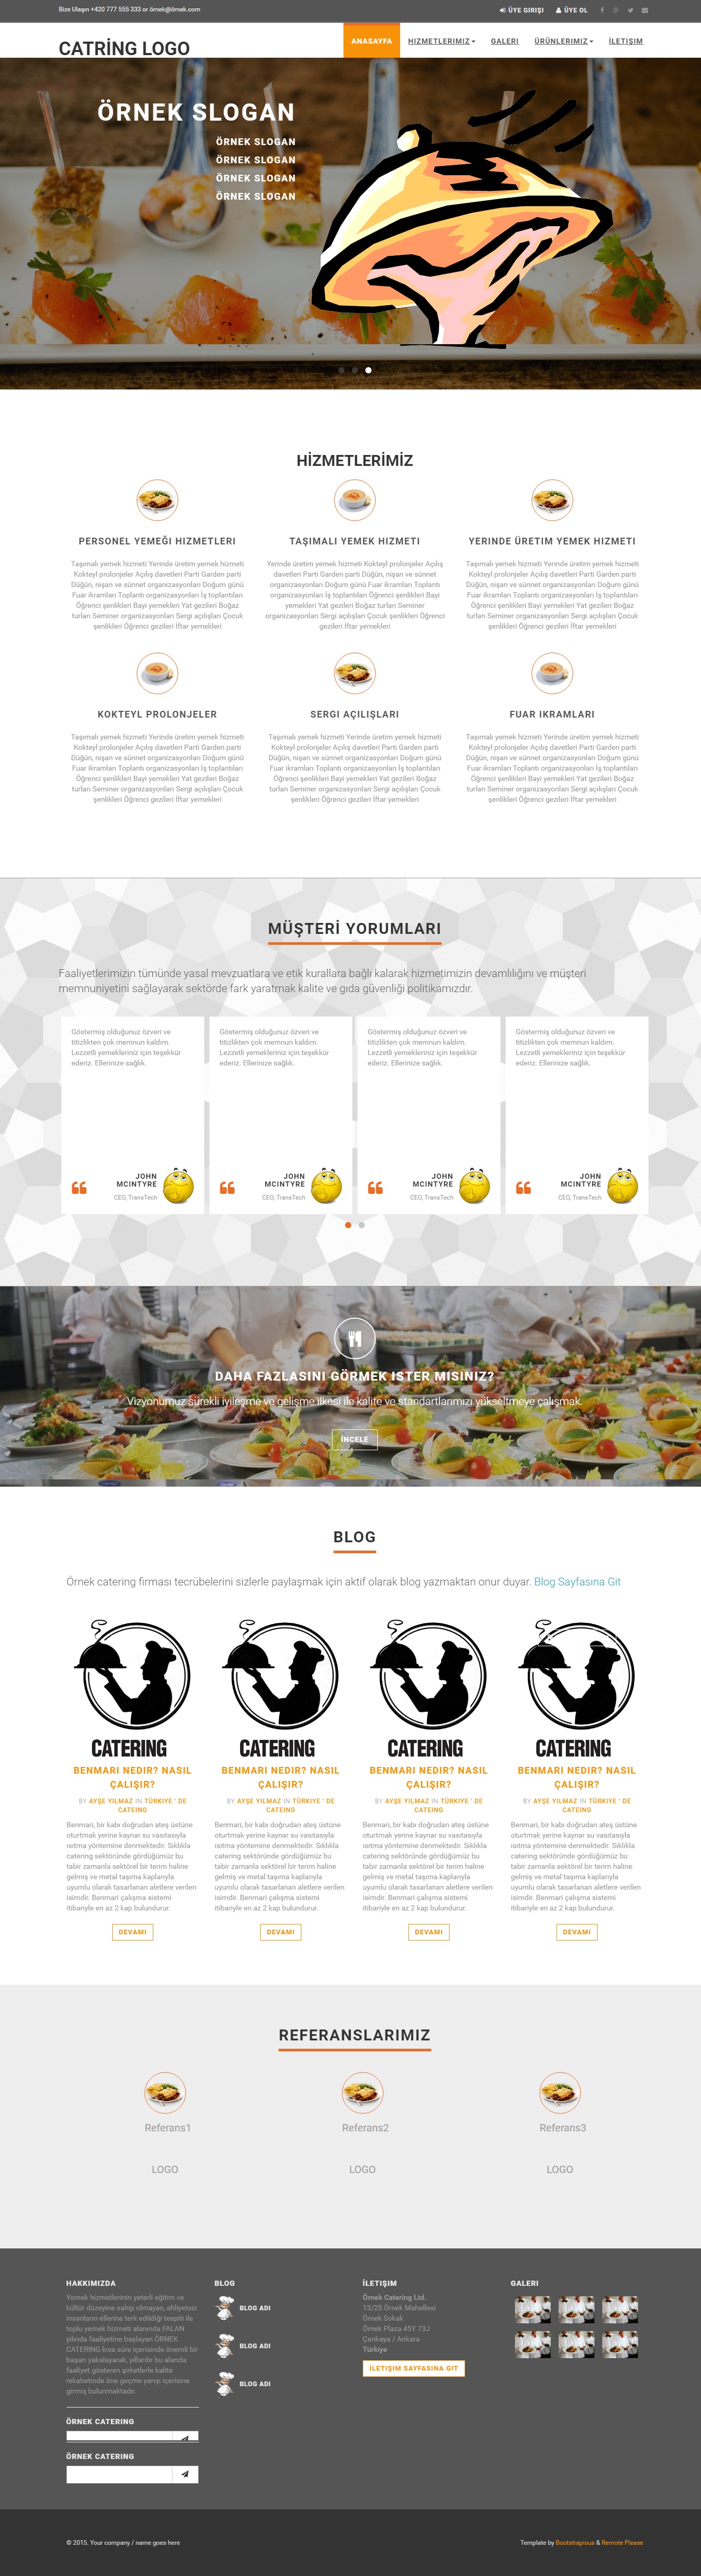 Bize Ulaşın +420 777 555 333 or örnek@örnek.com
ÜYE GIRIŞI
ÜYE OL
CATRİNG LOGO
ANASAYFA
HIZMETLERIMIZ
GALERI
ÜRÜNLERIMIZ
İLETIŞIM
ÖRNEK SLOGAN
ÖRNEK SLOGAN
ÖRNEK SLOGAN
ÖRNEK SLOGAN
ÖRNEK SLOGAN
HİZMETLERİMİZ
PERSONEL YEMEĞI HIZMETLERI
Taşımalı yemek hizmeti Yerinde üretim yemek hizmeti
Kokteyl prolonjeler Açılış davetleri Parti Garden parti
Düğün, nişan ve sünnet organizasyonları Doğum günü
Fuar ikramları Toplantı organizasyonları İş toplantıları
Öğrenci şenlikleri Bayi yemekleri Yat gezileri Boğaz
turları Seminer organizasyonları Sergi açılışları Çocuk
şenlikleri Öğrenci gezileri İftar yemekleri
TAŞIMALI YEMEK HIZMETI
Yerinde üretim yemek hizmeti Kokteyl prolonjeler Açılış
davetleri Parti Garden parti Düğün, nişan ve sünnet
organizasyonları Doğum günü Fuar ikramları Toplantı
organizasyonları İş toplantıları Öğrenci şenlikleri Bayi
yemekleri Yat gezileri Boğaz turları Seminer
organizasyonları Sergi açılışları Çocuk şenlikleri Öğrenci
gezileri İftar yemekleri
YERINDE ÜRETIM YEMEK HIZMETI
Taşımalı yemek hizmeti Yerinde üretim yemek hizmeti
Kokteyl prolonjeler Açılış davetleri Parti Garden parti
Düğün, nişan ve sünnet organizasyonları Doğum günü
Fuar ikramları Toplantı organizasyonları İş toplantıları
Öğrenci şenlikleri Bayi yemekleri Yat gezileri Boğaz
turları Seminer organizasyonları Sergi açılışları Çocuk
şenlikleri Öğrenci gezileri İftar yemekleri
KOKTEYL PROLONJELER
Taşımalı yemek hizmeti Yerinde üretim yemek hizmeti
Kokteyl prolonjeler Açılış davetleri Parti Garden parti
Düğün, nişan ve sünnet organizasyonları Doğum günü
Fuar ikramları Toplantı organizasyonları İş toplantıları
Öğrenci şenlikleri Bayi yemekleri Yat gezileri Boğaz
turları Seminer organizasyonları Sergi açılışları Çocuk
şenlikleri Öğrenci gezileri İftar yemekleri
SERGI AÇILIŞLARI
Taşımalı yemek hizmeti Yerinde üretim yemek hizmeti
Kokteyl prolonjeler Açılış davetleri Parti Garden parti
Düğün, nişan ve sünnet organizasyonları Doğum günü
Fuar ikramları Toplantı organizasyonları İş toplantıları
Öğrenci şenlikleri Bayi yemekleri Yat gezileri Boğaz
turları Seminer organizasyonları Sergi açılışları Çocuk
şenlikleri Öğrenci gezileri İftar yemekleri
FUAR IKRAMLARI
Taşımalı yemek hizmeti Yerinde üretim yemek hizmeti
Kokteyl prolonjeler Açılış davetleri Parti Garden parti
Düğün, nişan ve sünnet organizasyonları Doğum günü
Fuar ikramları Toplantı organizasyonları İş toplantıları
Öğrenci şenlikleri Bayi yemekleri Yat gezileri Boğaz
turları Seminer organizasyonları Sergi açılışları Çocuk
şenlikleri Öğrenci gezileri İftar yemekleri
MÜŞTERİ YORUMLARI
Faaliyetlerimizin tümünde yasal mevzuatlara ve etik kurallara bağlı kalarak hizmetimizin devamlılığını ve müşteri
memnuniyetini sağlayarak sektörde fark yaratmak kalite ve gıda güvenliği politikamızdır.
Göstermiş olduğunuz özveri ve
titizlikten çok memnun kaldım.
Lezzetli yemekleriniz için teşekkür
ederiz. Ellerinize sağlık.
JOHN
MCINTYRE
CEO, TransTech
Göstermiş olduğunuz özveri ve
titizlikten çok memnun kaldım.
Lezzetli yemekleriniz için teşekkür
ederiz. Ellerinize sağlık.
JOHN
MCINTYRE
CEO, TransTech
Göstermiş olduğunuz özveri ve
titizlikten çok memnun kaldım.
Lezzetli yemekleriniz için teşekkür
ederiz. Ellerinize sağlık.
JOHN
MCINTYRE
CEO, TransTech
Göstermiş olduğunuz özveri ve
titizlikten çok memnun kaldım.
Lezzetli yemekleriniz için teşekkür
ederiz. Ellerinize sağlık.
JOHN
MCINTYRE
CEO, TransTech
DAHA FAZLASINI GÖRMEK ISTER MISINIZ?
Vizyonumuz sürekli iyileşme ve gelişme ilkesi ile kalite ve standartlarımızı yükseltmeye çalışmak.
İNCELE
BLOG
Örnek catering firması tecrübelerini sizlerle paylaşmak için aktif olarak blog yazmaktan onur duyar. Blog Sayfasına Git
CATERING
BENMARI NEDIR? NASIL
ÇALIŞIR?
BY AYŞE YILMAZ IN TÜRKIYE ' DE
CATEING
Benmari, bir kabı doğrudan ateş üstüne
oturtmak yerine kaynar su vasıtasıyla
ısıtma yöntemine denmektedir. Sıklıkla
catering sektöründe gördüğümüz bu
tabir zamanla sektörel bir terim haline
gelmiş ve metal taşıma kaplarıyla
uyumlu olarak tasarlanan aletlere verilen
isimdir. Benmari çalışma sistemi
itibariyle en az 2 kap bulundurur.
DEVAMI
CATERING
BENMARI NEDIR? NASIL
ÇALIŞIR?
BY AYŞE YILMAZ IN TÜRKIYE ' DE
CATEING
Benmari, bir kabı doğrudan ateş üstüne
oturtmak yerine kaynar su vasıtasıyla
ısıtma yöntemine denmektedir. Sıklıkla
catering sektöründe gördüğümüz bu
tabir zamanla sektörel bir terim haline
gelmiş ve metal taşıma kaplarıyla
uyumlu olarak tasarlanan aletlere verilen
isimdir. Benmari çalışma sistemi
itibariyle en az 2 kap bulundurur.
DEVAMI
CATERING
BENMARI NEDIR? NASIL
ÇALIŞIR?
BY AYŞE YILMAZ IN TÜRKIYE ' DE
CATEING
Benmari, bir kabı doğrudan ateş üstüne
oturtmak yerine kaynar su vasıtasıyla
ısıtma yöntemine denmektedir. Sıklıkla
catering sektöründe gördüğümüz bu
tabir zamanla sektörel bir terim haline
gelmiş ve metal taşıma kaplarıyla
uyumlu olarak tasarlanan aletlere verilen
isimdir. Benmari çalışma sistemi
itibariyle en az 2 kap bulundurur.
DEVAMI
CATERING
BENMARI NEDIR? NASIL
ÇALIŞIR?
BY AYŞE YILMAZ IN TÜRKIYE ' DE
CATEING
Benmari, bir kabı doğrudan ateş üstüne
oturtmak yerine kaynar su vasıtasıyla
ısıtma yöntemine denmektedir. Sıklıkla
catering sektöründe gördüğümüz bu
tabir zamanla sektörel bir terim haline
gelmiş ve metal taşıma kaplarıyla
uyumlu olarak tasarlanan aletlere verilen
isimdir. Benmari çalışma sistemi
itibariyle en az 2 kap bulundurur.
DEVAMI
REFERANSLARIMIZ
Referans1
LOGO
Referans2
LOGO
Referans3
LOGO
HAKKIMIZDA
Yemek hizmetlerinin yeterli eğitim ve
kültür düzeyine sahip olmayan, ehliyetsiz
insanların ellerine terk edildiği tespiti ile
toplu yemek hizmeti alanında FALAN
yılında faaliyetine başlayan ÖRNEK
CATERİNG kısa süre içerisinde önemli bir
başarı yakalayarak, yıllardır bu alanda
faaliyet gösteren şirketlerle kalite
rekabetinde öne geçme yarışı içerisine
girmiş bulunmaktadır.
ÖRNEK CATERING
ÖRNEK CATERING
BLOG
BLOG ADI
BLOG ADI
BLOG ADI
İLETIŞIM
Örnek Catering Ltd.
13/25 Örnek Mahellesi
Örnek Sokak
Örnek Plaza 45Y 73J
Çankaya / Ankara
Türkiye
İLETIŞIM SAYFASINA GIT
GALERI
© 2015. Your company / name goes here
Template by Bootstrapious & Remote Please